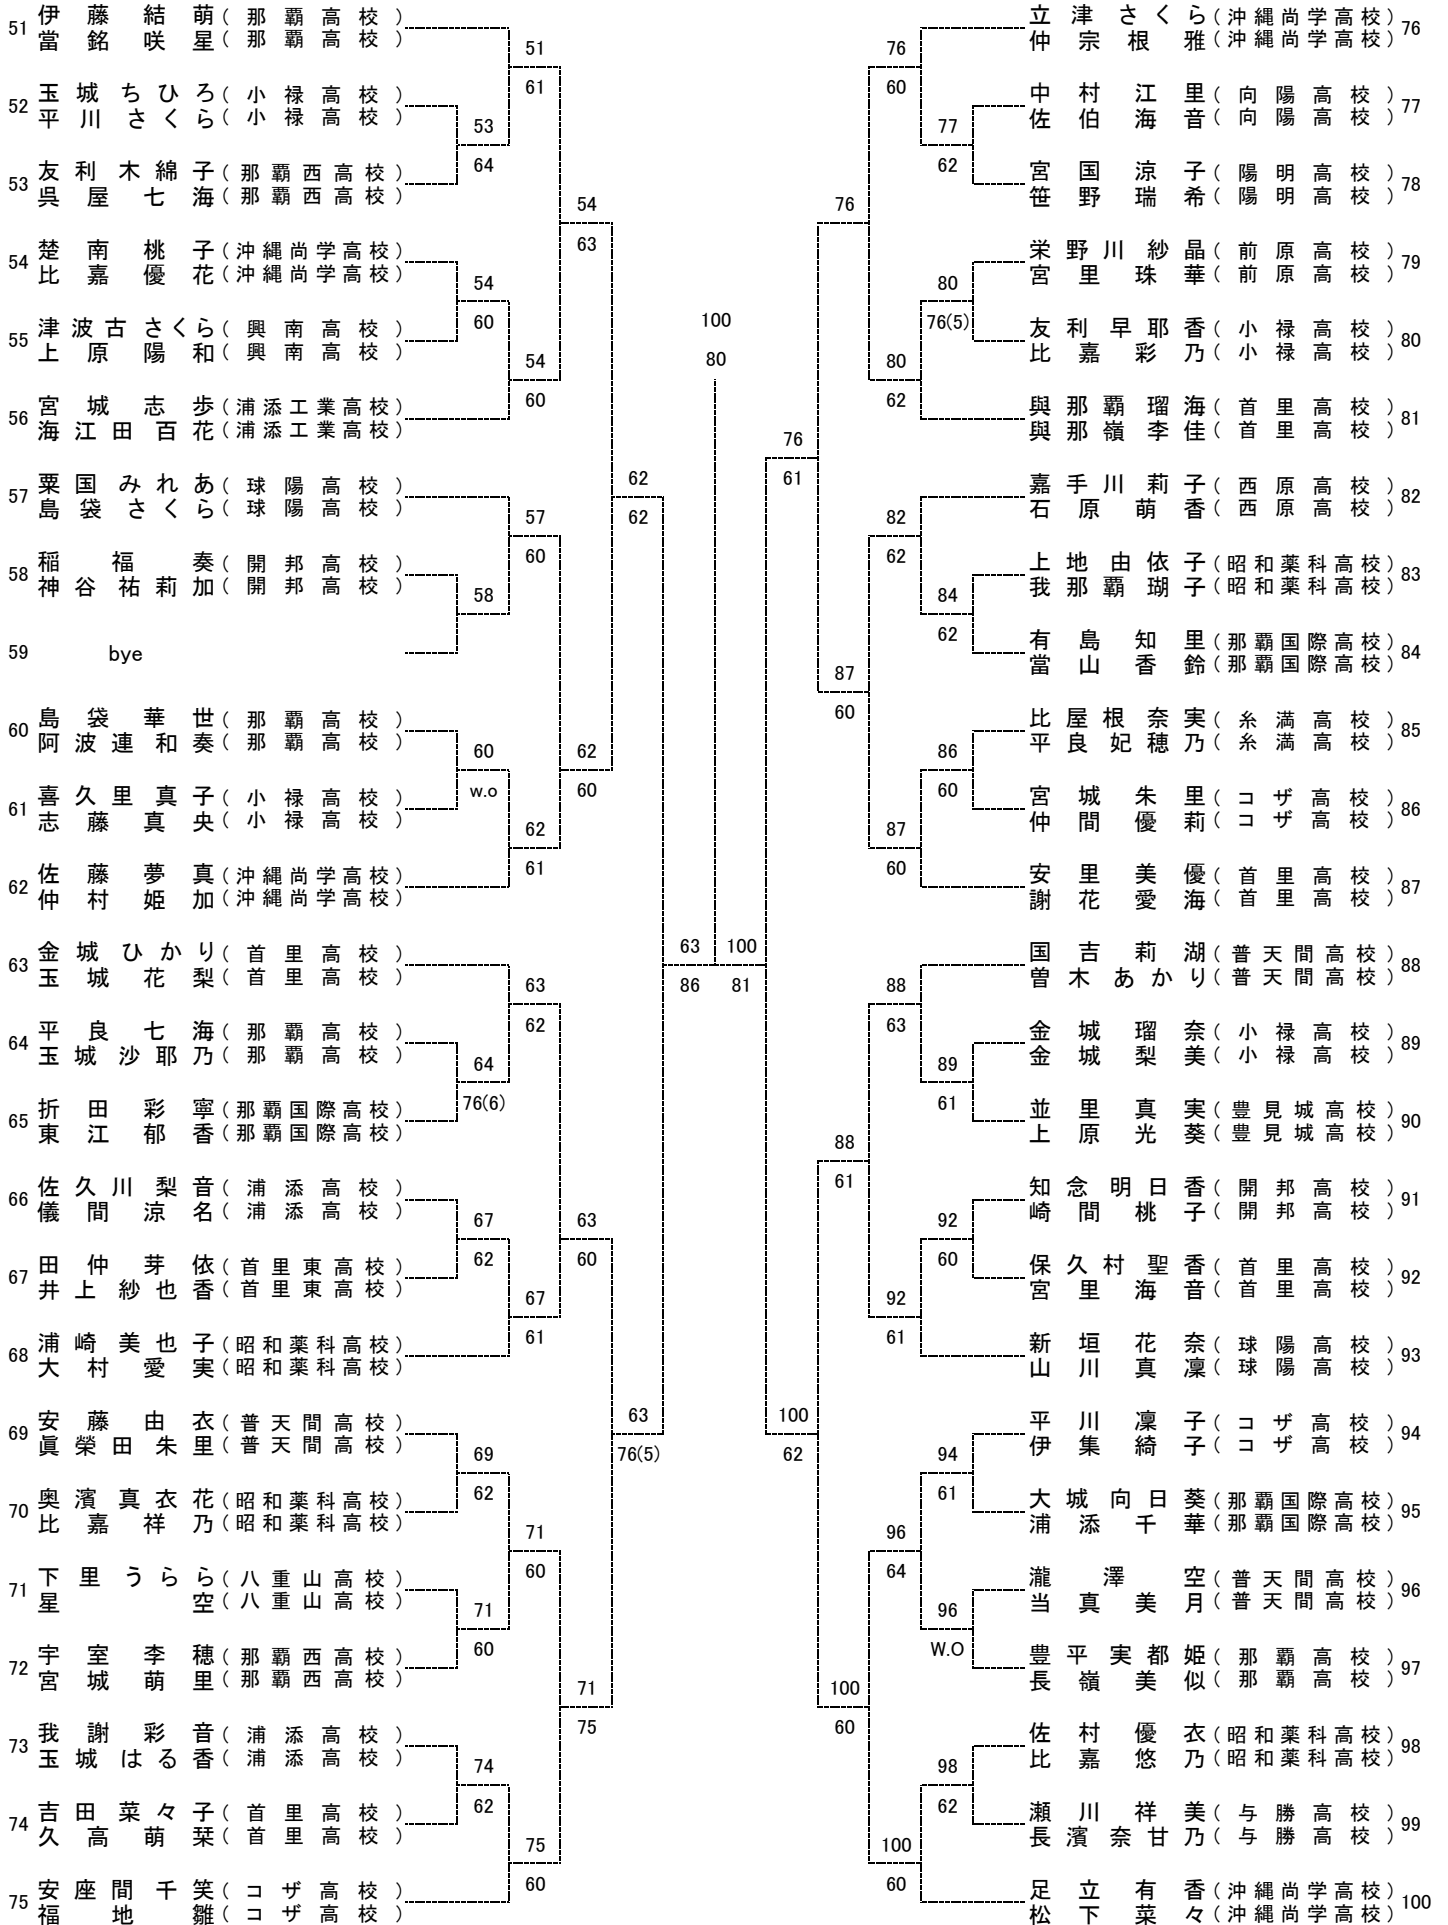 51 伊藤結萌(那覇高校)
當銘咲星(那覇高校)
52 玉城ちひろ(小禄高校)
平川さくら(小禄高校)
53 友利木綿子(那覇西高校)
呉屋七海(那覇西高校)
54 楚南桃子(沖縄尚学高校)
比嘉優花(沖縄尚学高校)
55 津波古さくら(興南高校)
上原陽和(興南高校)
56 宮城志歩(浦添工業高校)
海江田百花(浦添工業高校)
57 粟国みれあ(球陽高校)
島袋さくら(球陽高校)
58 稲福奏(開邦高校)
神谷祐莉加(開邦高校)
59 bye
60 島袋華世(那覇高校)
阿波連和奏(那覇高校)
61 喜久里真子(小禄高校)
志藤真央(小禄高校)
62 佐藤夢真(沖縄尚学高校)
仲村姫加(沖縄尚学高校)
63 金城ひかり(首里高校)
玉城花梨(首里高校)
64 平良七海(那覇高校)
玉城沙耶乃(那覇高校)
65 折田彩寧(那覇国際高校)
東江郁香(那覇国際高校)
66 佐久川梨音(浦添高校)
儀間涼名(浦添高校)
67 田仲芽依(首里東高校)
井上紗也香(首里東高校)
68 浦崎美也子(昭和薬科高校)
大村愛実(昭和薬科高校)
69 安藤由衣(普天間高校)
眞榮田朱里(普天間高校)
70 奥濱真衣花(昭和薬科高校)
比嘉祥乃(昭和薬科高校)
71 下里うらら(八重山高校)
星空(八重山高校)
72 宇室李穂(那覇西高校)
宮城萌里(那覇西高校)
73 我謝彩音(浦添高校)
玉城はる香(浦添高校)
74 吉田菜々子(首里高校)
久高萌栞(首里高校)
75 安座間千笑(コザ高校)
福地雛(コザ高校)
53
64
54
60
58
60
w.o
64
76(6)
67
62
69
62
71
60
74
62
51
61
54
60
57
60
62
61
63
62
67
61
71
60
75
60
54
63
62
60
63
60
71
75
62
62
63
76(5)
63
86
100
80
100
81
76
61
100
62
76
87
60
88
61
100
60
76
60
80
62
82
62
87
60
88
63
92
61
96
64
100
60
77
62
80
76(5)
84
62
86
60
89
61
92
60
94
61
96
W.O
98
62
立津さくら(沖縄尚学高校) 76
仲宗根雅(沖縄尚学高校)
中村江里(向陽高校) 77
佐伯海音(向陽高校)
宮国涼子(陽明高校) 78
笹野瑞希(陽明高校)
栄野川紗晶(前原高校) 79
宮里珠華(前原高校)
友利早耶香(小禄高校) 80
比嘉彩乃(小禄高校)
與那覇瑠海(首里高校) 81
與那嶺李佳(首里高校)
嘉手川莉子(西原高校) 82
石原萌香(西原高校)
上地由依子(昭和薬科高校) 83
我那覇瑚子(昭和薬科高校)
有島知里(那覇国際高校) 84
當山香鈴(那覇国際高校)
比屋根奈実(糸満高校) 85
平良妃穂乃(糸満高校)
宮城朱里(コザ高校) 86
仲間優莉(コザ高校)
安里美優(首里高校) 87
謝花愛海(首里高校)
国吉莉湖(普天間高校) 88
曽木あかり(普天間高校)
金城瑠奈(小禄高校) 89
金城梨美(小禄高校)
並里真実(豊見城高校) 90
上原光葵(豊見城高校)
知念明日香(開邦高校) 91
崎間桃子(開邦高校)
保久村聖香(首里高校) 92
宮里海音(首里高校)
新垣花奈(球陽高校) 93
山川真凜(球陽高校)
平川凜子(コザ高校) 94
伊集綺子(コザ高校)
大城向日葵(那覇国際高校) 95
浦添千華(那覇国際高校)
瀧澤空(普天間高校) 96
当真美月(普天間高校)
豊平実都姫(那覇高校) 97
長嶺美似(那覇高校)
佐村優衣(昭和薬科高校) 98
比嘉悠乃(昭和薬科高校)
瀬川祥美(与勝高校) 99
長濱奈甘乃(与勝高校)
足立有香(沖縄尚学高校) 100
松下菜々(沖縄尚学高校)